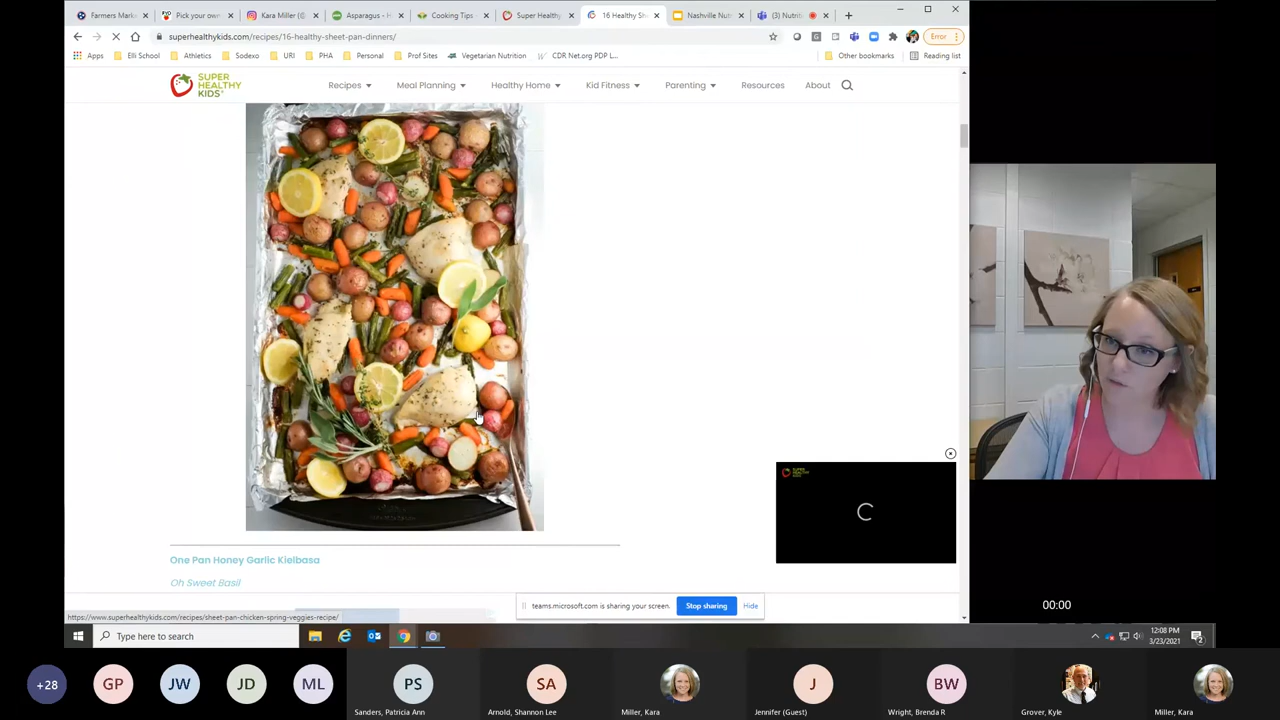 Farmers Marke
Pick your own
Kara Miller (@
Asparagus - H
Cooking Tips
Super Healthy
16 Healthy She
Nashville Nutr
(3) Nutriti
superhealthykids.com/recipes/16-healthy-sheet-pan-dinners/
Error
Apps
Elli School
Athletics
Sodexo
URI
PHA
Personal
Prof Sites
Vegetarian Nutrition
CDR Net.org PDP L...
Other bookmarks
Reading list
SUPER
HEALTHY
KIDS
Recipes
Meal Planning
Healthy Home
Kid Fitness
Parenting
Resources
About
One Pan Honey Garlic Kielbasa
Oh Sweet Basil
https://www.superhealthykids.com/recipes/sheet-pan-chicken-spring-veggies-recipe/
teams.microsoft.com is sharing your screen.
Stop sharing
Hide
00:00
Type here to search
12:08 PM
3/23/2021
2
+28
GP
JW
JD
ML
PS
Sanders, Patricia Ann
SA
Arnold, Shannon Lee
Miller, Kara
J
Jennifer (Guest)
BW
Wright, Brenda R
Grover, Kyle
Miller, Kara